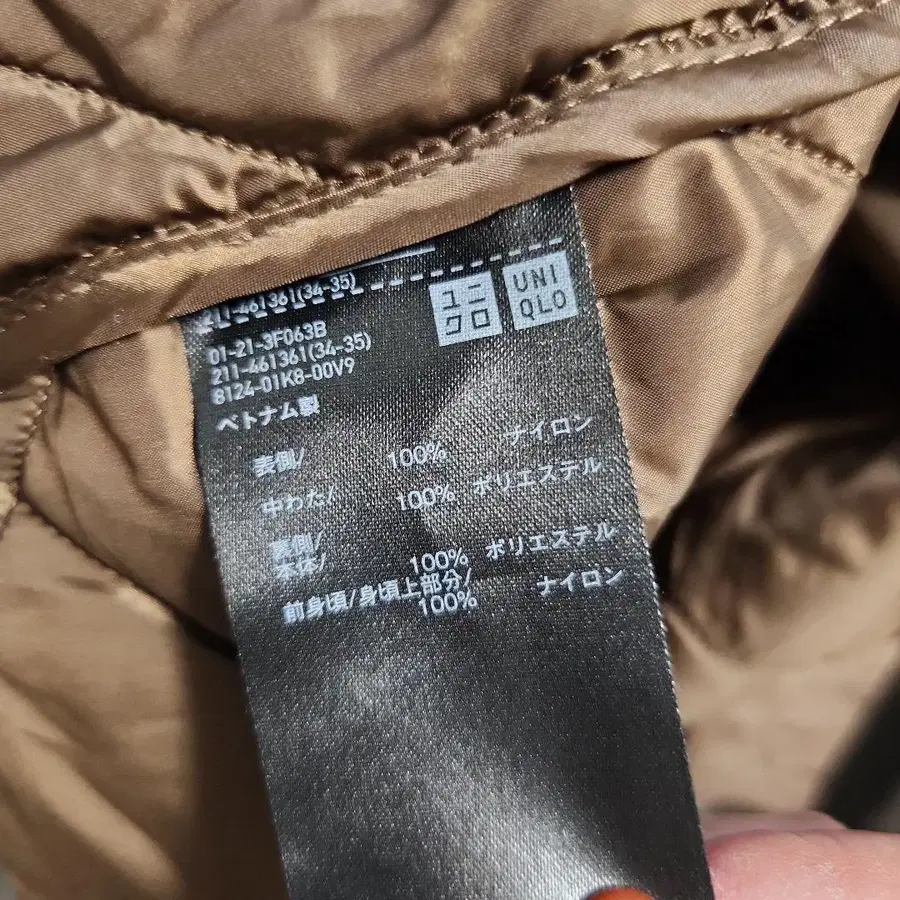 211-461361(34-35)
ユニ
クロ
UNI
QLO
01-21-3F063B
211-461361(34-35)
8124-01K8-00V9
ベトナム製
表側/ 100% ナイロン
中わた/ 100% ポリエステル
裏側/
本体/ 100% ポリエステル
前身頃/身頃上部分/ ナイロン
100%